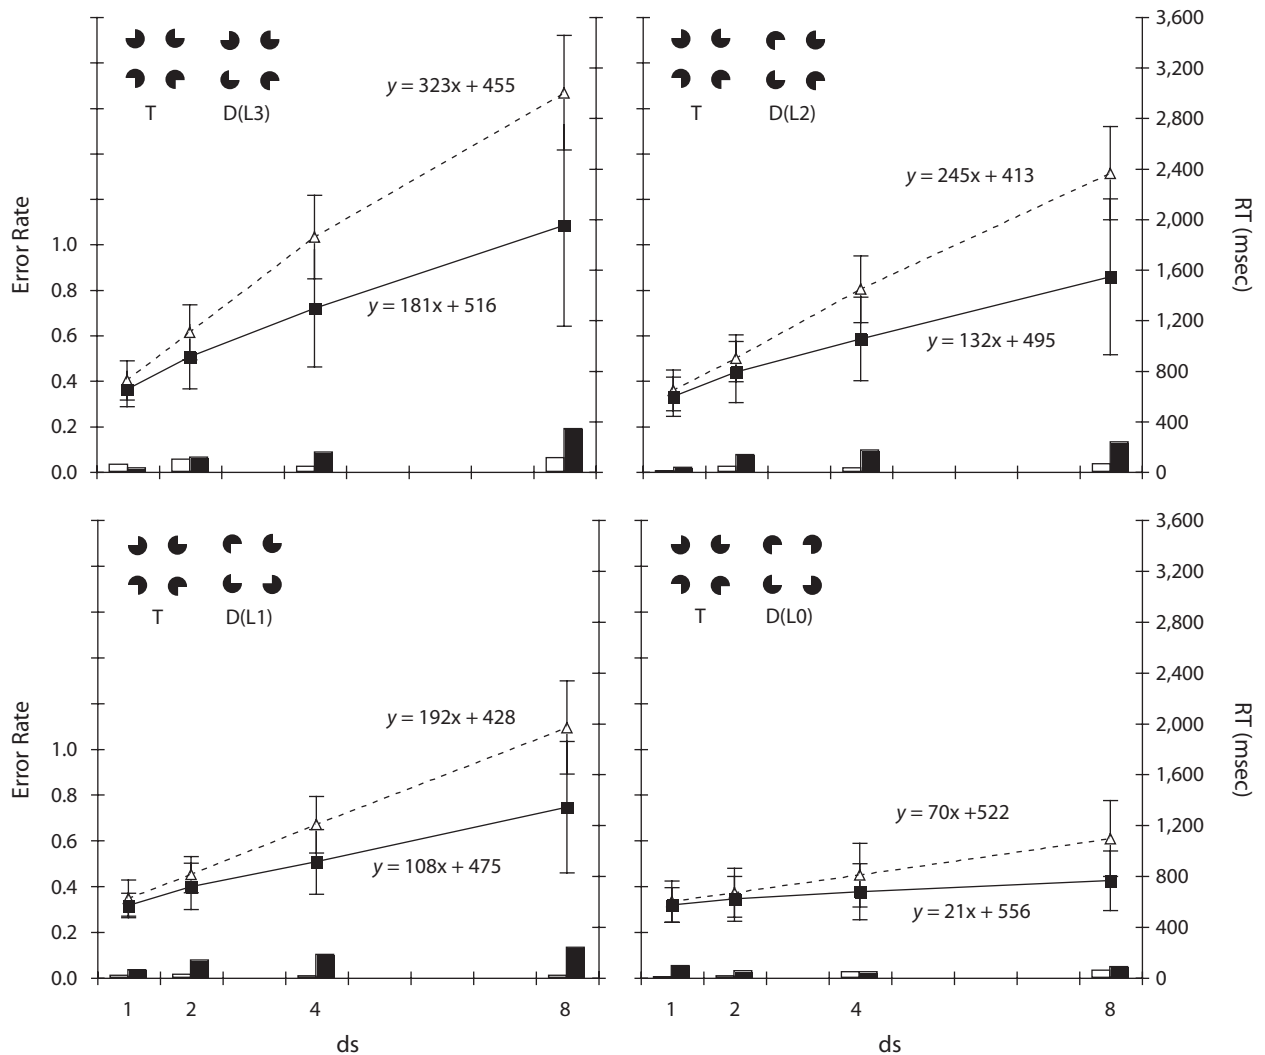 3,600
3,200
y = 323x + 455
T D(L3)
T D(L2)
2,800
2,400
y = 245x + 413
2,000
1.0
Error Rate
RT (msec)
0.8
1,600
y = 181x + 516
1,200
0.6
y = 132x + 495
0.4
800
0.2
400
0.0
0
3,600
3,200
T D(L1)
T D(L0)
2,800
2,400
y = 192x + 428
2,000
1.0
Error Rate
RT (msec)
1,600
0.8
y = 70x +522
1,200
0.6
y = 108x + 475
0.4
800
y = 21x + 556
0.2
400
0.0
0
1 2 4 8
1 2 4 8
ds
ds